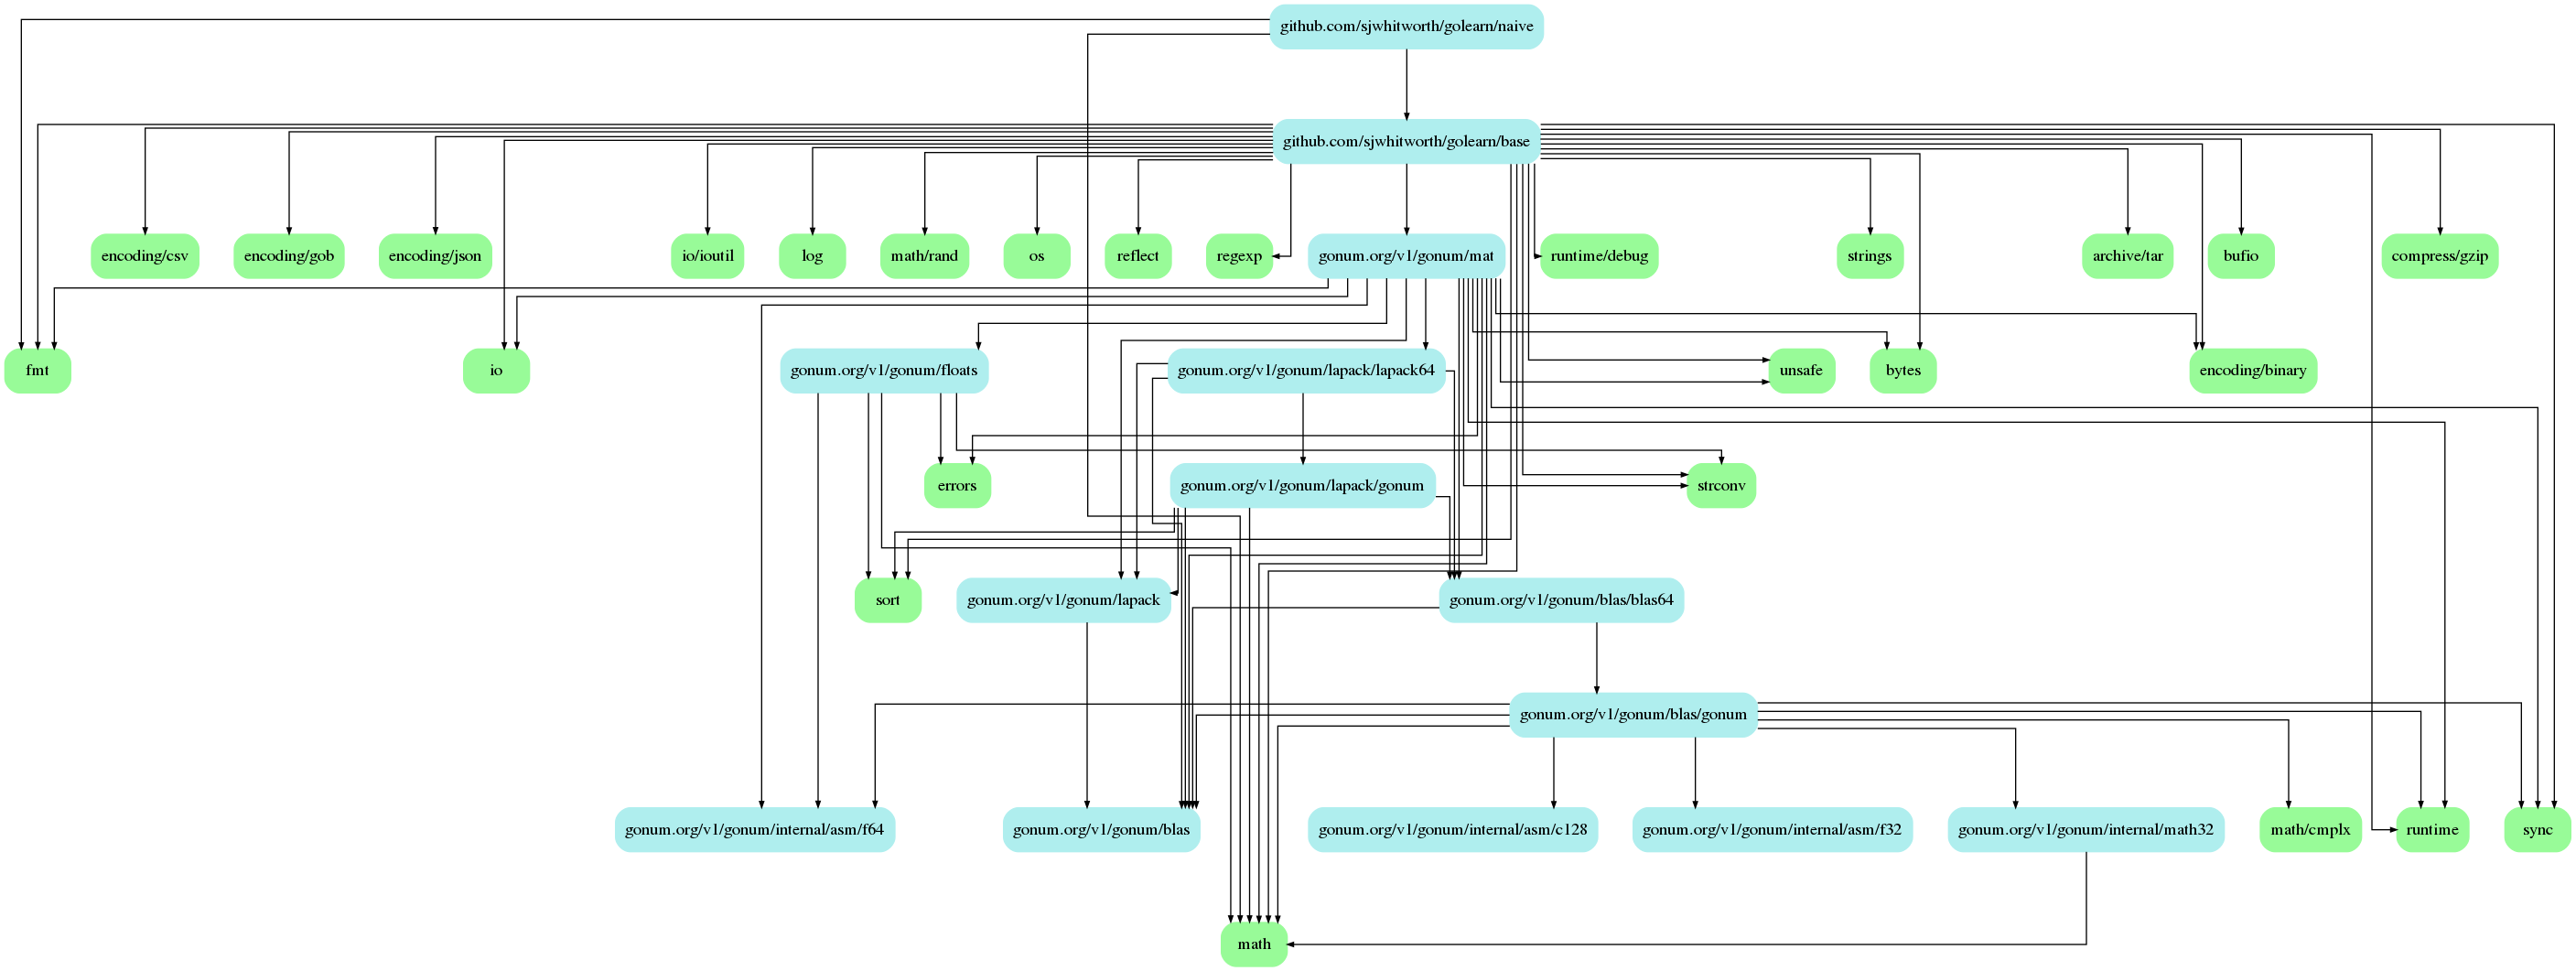 github.com/sjwhitworth/golearn/naive
github.com/sjwhitworth/golearn/base
encoding/csv
encoding/gob
encoding/json
io/ioutil
log
math/rand
os
reflect
regexp
gonum.org/v1/gonum/mat
runtime/debug
strings
archive/tar
bufio
compress/gzip
fmt
io
gonum.org/v1/gonum/floats
gonum.org/v1/gonum/lapack/lapack64
unsafe
bytes
encoding/binary
errors
gonum.org/v1/gonum/lapack/gonum
strconv
sort
gonum.org/v1/gonum/lapack
gonum.org/v1/gonum/blas/blas64
gonum.org/v1/gonum/blas/gonum
gonum.org/v1/gonum/internal/asm/f64
gonum.org/v1/gonum/blas
gonum.org/v1/gonum/internal/asm/c128
gonum.org/v1/gonum/internal/asm/f32
gonum.org/v1/gonum/internal/math32
math/cmplx
runtime
sync
math